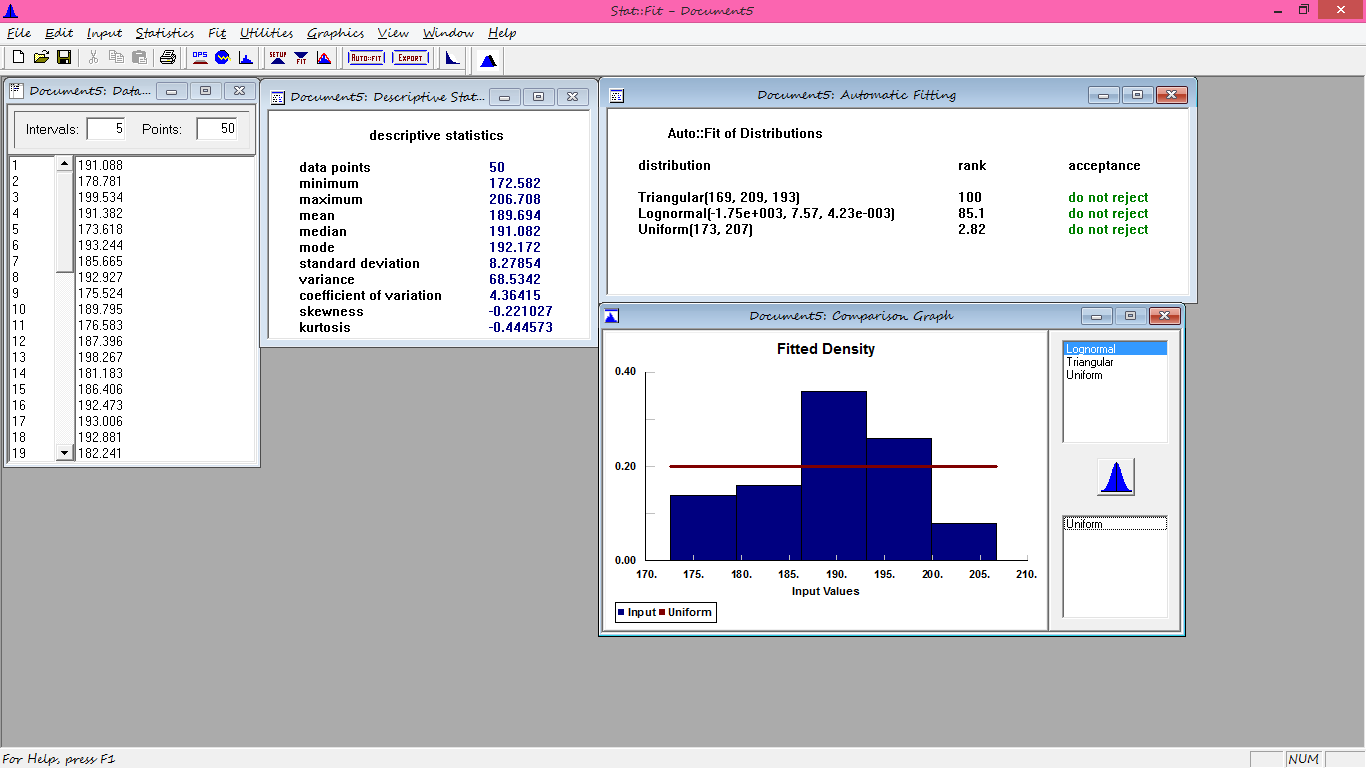 Stat::Fit - Document5
File Edit Input Statistics Fit Utilities Graphics View Window Help
OPS SETUP FIT AUTO::FIT EXPORT
Document5: Data...
Intervals: 5 Points: 50
1 191.088
2 178.781
3 199.534
4 191.382
5 173.618
6 193.244
7 185.665
8 192.927
9 175.524
10 189.795
11 176.583
12 187.396
13 198.267
14 181.183
15 186.406
16 192.473
17 193.006
18 192.881
19 182.241
Document5: Descriptive Stat...
descriptive statistics
data points 50
minimum 172.582
maximum 206.708
mean 189.694
median 191.082
mode 192.172
standard deviation 8.27854
variance 68.5342
coefficient of variation 4.36415
skewness -0.221027
kurtosis -0.444573
Document5: Automatic Fitting
Auto::Fit of Distributions
distribution rank acceptance
Triangular(169, 209, 193) 100 do not reject
Lognormal(-1.75e+003, 7.57, 4.23e-003) 85.1 do not reject
Uniform(173, 207) 2.82 do not reject
Document5: Comparison Graph
Fitted Density
0.40
0.20
0.00
170. 175. 180. 185. 190. 195. 200. 205. 210.
Input Values
Input Uniform
Lognormal
Triangular
Uniform
Uniform
For Help, press F1
NUM